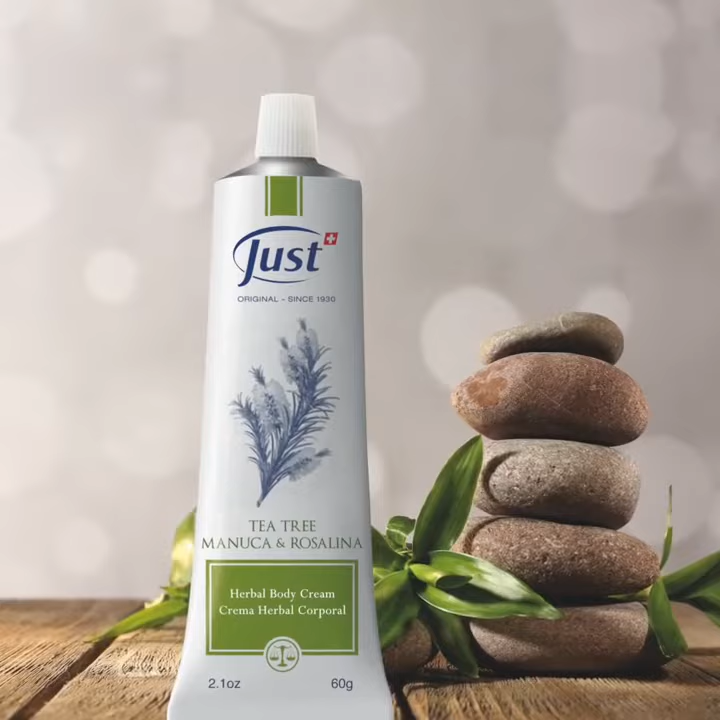 Just
ORIGINAL - SINCE 1930
TEA TREE
MANUCA & ROSALINA
Herbal Body Cream
Crema Herbal Corporal
2.1oz 60g